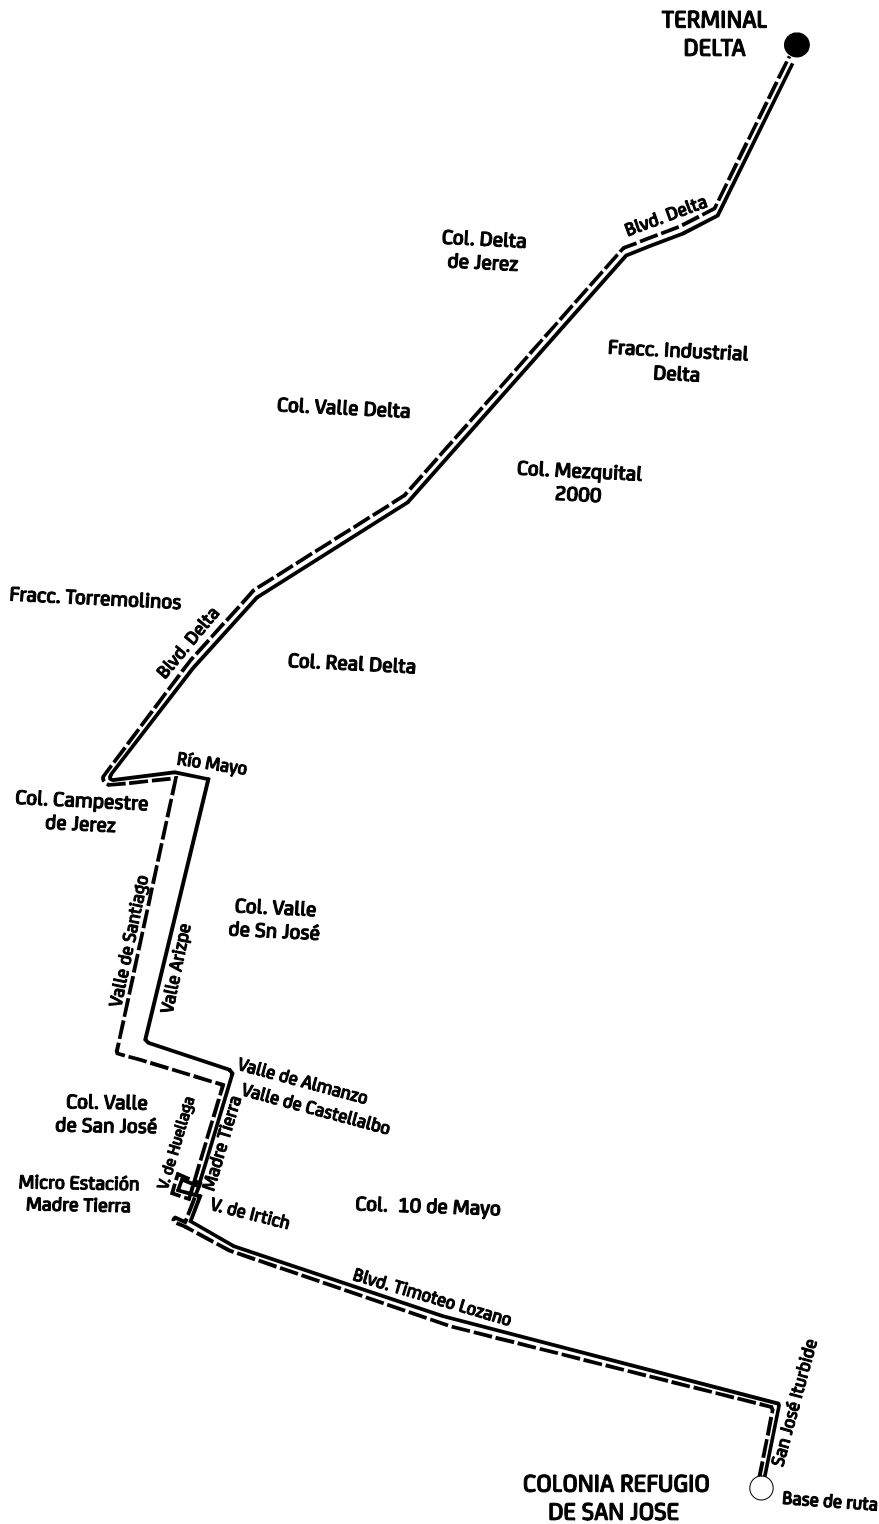 TERMINAL
DELTA
Blvd. Delta
Col. Delta
de Jerez
Fracc. Industrial
Delta
Col. Valle Delta
Col. Mezquital
2000
Fracc. Torremolinos
Blvd. Delta
Col. Real Delta
Río Mayo
Col. Campestre
de Jerez
Valle de Santiago
Valle Arizpe
Col. Valle
de Sn José
Valle de Almanzo
Valle de Castellalbo
Col. Valle
de San José
V. de Huellaga
Madre Tierra
Micro Estación
Madre Tierra
V. de Irtich
Col. 10 de Mayo
Blvd. Timoteo Lozano
San José Iturbide
COLONIA REFUGIO
DE SAN JOSE
Base de ruta